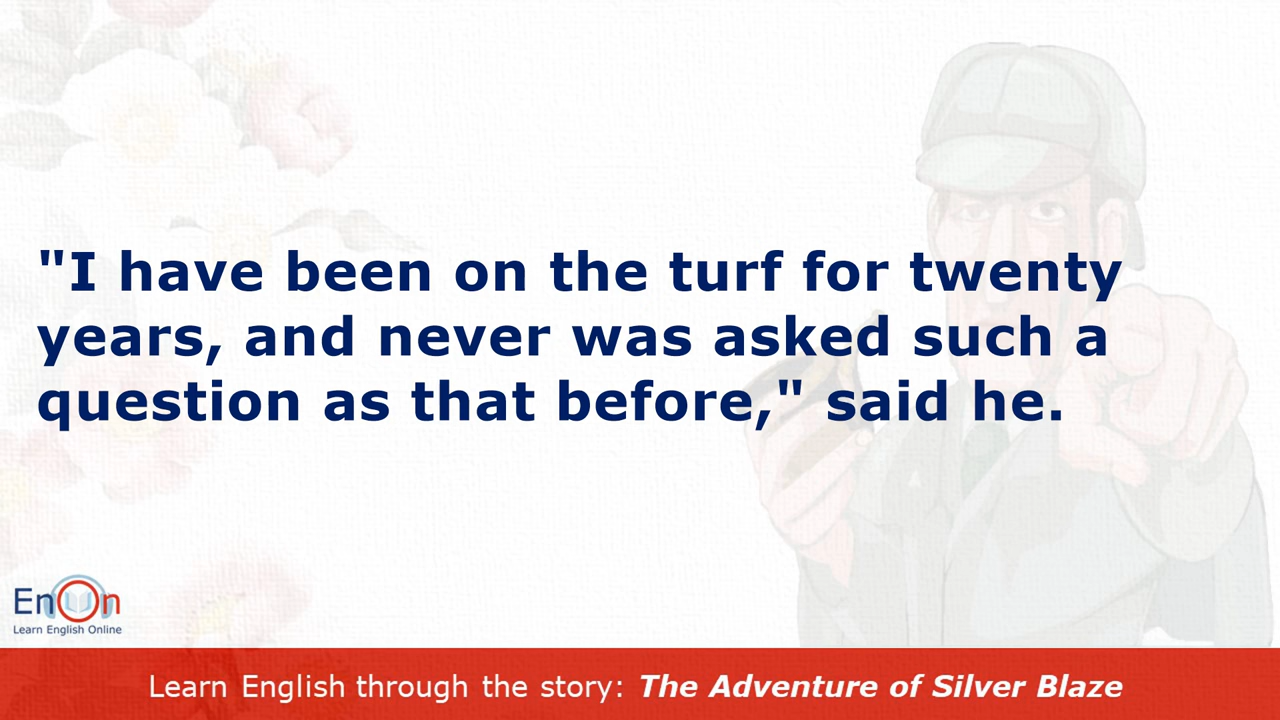 "I have been on the turf for twenty
years, and never was asked such a
question as that before," said he.
EnOn
Learn English Online
Learn English through the story: The Adventure of Silver Blaze